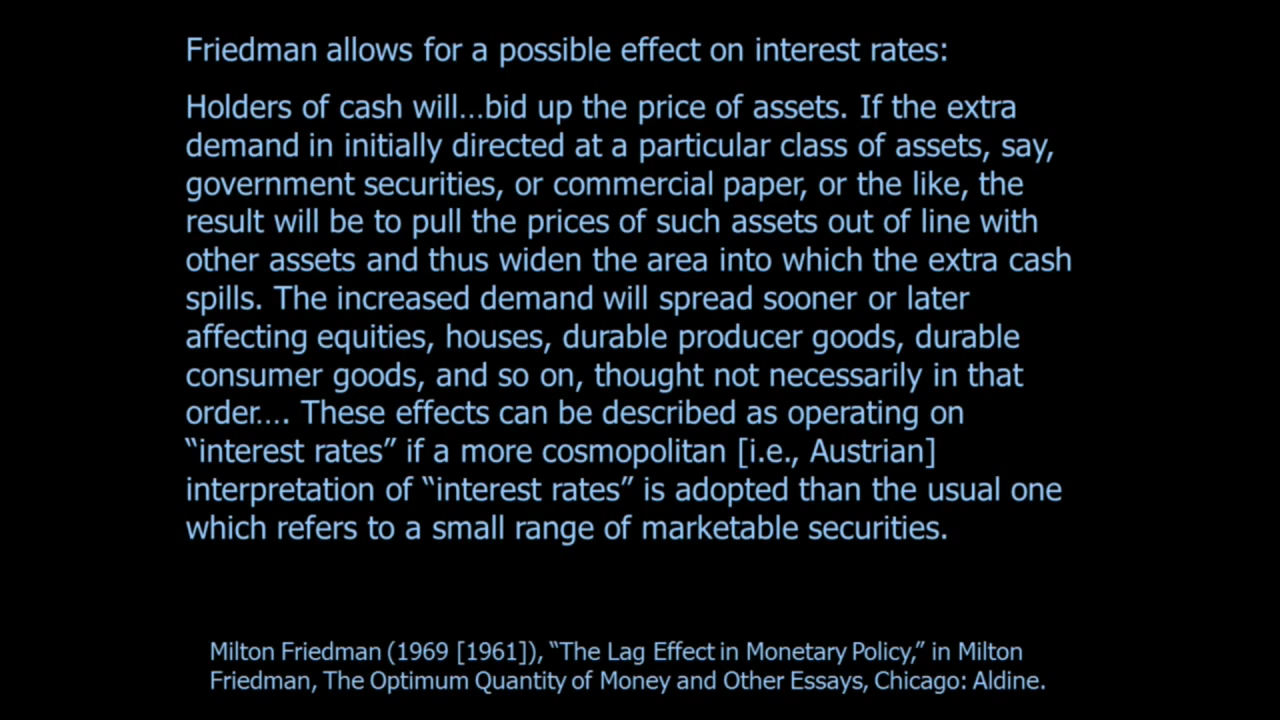 Friedman allows for a possible effect on interest rates:
Holders of cash will…bid up the price of assets. If the extra
demand in initially directed at a particular class of assets, say,
government securities, or commercial paper, or the like, the
result will be to pull the prices of such assets out of line with
other assets and thus widen the area into which the extra cash
spills. The increased demand will spread sooner or later
affecting equities, houses, durable producer goods, durable
consumer goods, and so on, thought not necessarily in that
order…. These effects can be described as operating on
“interest rates” if a more cosmopolitan [i.e., Austrian]
interpretation of “interest rates” is adopted than the usual one
which refers to a small range of marketable securities.
Milton Friedman (1969 [1961]), “The Lag Effect in Monetary Policy,” in Milton
Friedman, The Optimum Quantity of Money and Other Essays, Chicago: Aldine.